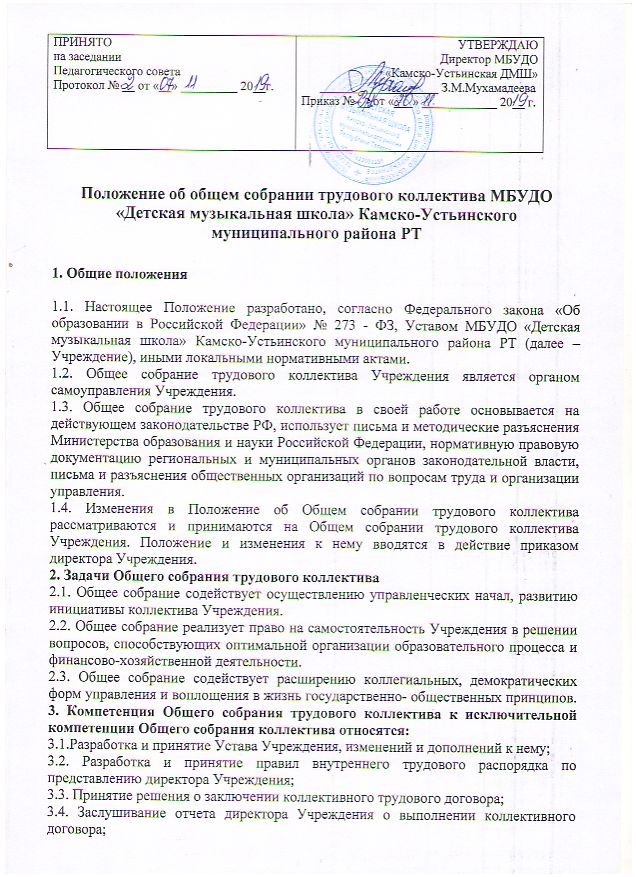 ПРИНЯТО
на заседании
Педагогического совета
Протокол № 2 от «07» 11 2019г.
УТВЕРЖДАЮ
Директор МБУДО
«Камско-Устьинская ДМШ»
З.М.Мухамадеева
Приказ № от «20» 11. 2019 г.
Положение об общем собрании трудового коллектива МБУДО
«Детская музыкальная школа» Камско-Устьинского
муниципального района РТ
1. Общие положения
1.1. Настоящее Положение разработано, согласно Федерального закона «Об
образовании в Российской Федерации» № 273 - ФЗ, Уставом МБУДО «Детская
музыкальная школа» Камско-Устьинского муниципального района РТ (далее –
Учреждение), иными локальными нормативными актами.
1.2. Общее собрание трудового коллектива Учреждения является органом
самоуправления Учреждения.
1.3. Общее собрание трудового коллектива в своей работе основывается на
действующем законодательстве РФ, использует письма и методические разъяснения
Министерства образования и науки Российской Федерации, нормативную правовую
документацию региональных и муниципальных органов законодательной власти,
письма и разъяснения общественных организаций по вопросам труда и организации
управления.
1.4. Изменения в Положение об Общем собрании трудового коллектива
рассматриваются и принимаются на Общем собрании трудового коллектива
Учреждения. Положение и изменения к нему вводятся в действие приказом
директора Учреждения.
2. Задачи Общего собрания трудового коллектива
2.1. Общее собрание содействует осуществлению управленческих начал, развитию
инициативы коллектива Учреждения.
2.2. Общее собрание реализует право на самостоятельность Учреждения в решении
вопросов, способствующих оптимальной организации образовательного процесса и
финансово-хозяйственной деятельности.
2.3. Общее собрание содействует расширению коллегиальных, демократических
форм управления и воплощения в жизнь государственно- общественных принципов.
3. Компетенция Общего собрания трудового коллектива к исключительной
компетенции Общего собрания коллектива относятся:
3.1.Разработка и принятие Устава Учреждения, изменений и дополнений к нему;
3.2. Разработка и принятие правил внутреннего трудового распорядка по
представлению директора Учреждения;
3.3. Принятие решения о заключении коллективного трудового договора;
3.4. Заслушивание отчета директора Учреждения о выполнении коллективного
договора;